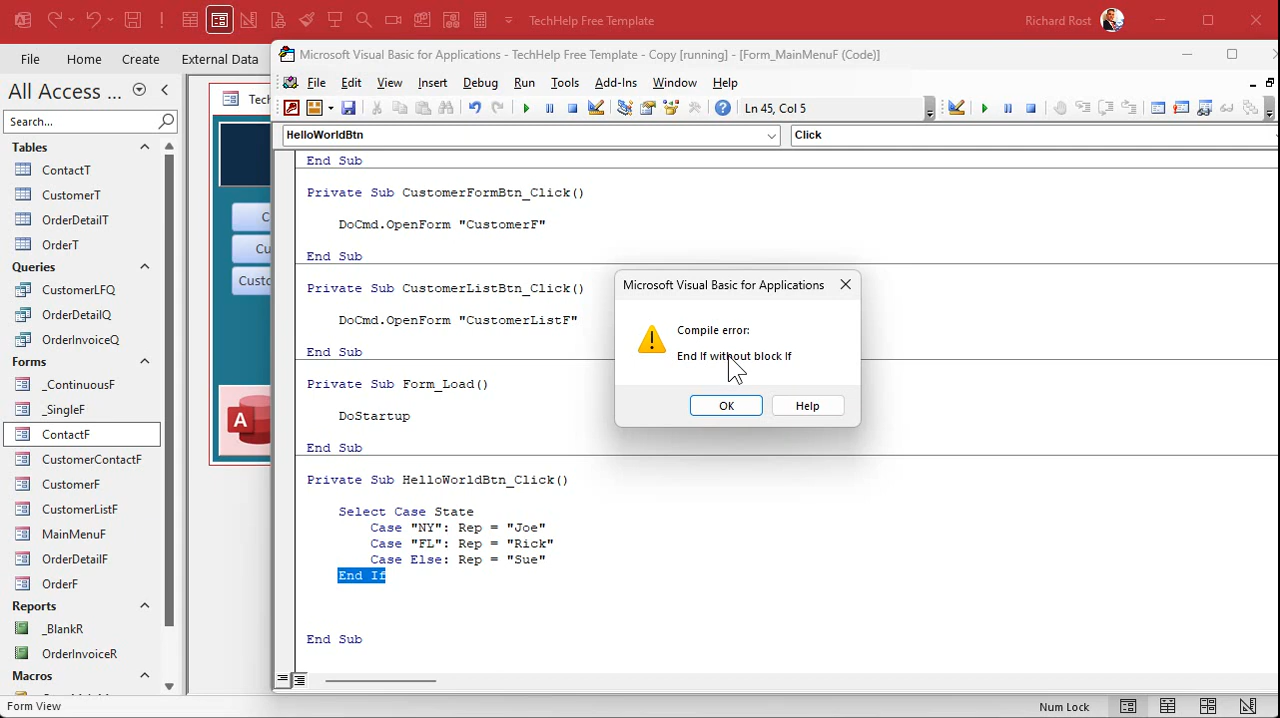 TechHelp Free Template
Richard Rost
File
Home
Create
External Data
Microsoft Visual Basic for Applications - TechHelp Free Template - Copy [running] - [Form_MainMenuF (Code)]
File Edit View Insert Debug Run Tools Add-Ins Window Help
Ln 45, Col 5
HelloWorldBtn
Click
All Access ...
Search...
Tables
ContactT
CustomerT
OrderDetailT
OrderT
Queries
CustomerLFQ
OrderDetailQ
OrderInvoiceQ
Forms
_ContinuousF
_SingleF
ContactF
CustomerContactF
CustomerF
CustomerListF
MainMenuF
OrderDetailF
OrderF
Reports
_BlankR
OrderInvoiceR
Macros
Tech
C
Cu
Custo
A
End Sub
Private Sub CustomerFormBtn_Click()
DoCmd.OpenForm "CustomerF"
End Sub
Private Sub CustomerListBtn_Click()
DoCmd.OpenForm "CustomerListF"
End Sub
Private Sub Form_Load()
DoStartup
End Sub
Private Sub HelloWorldBtn_Click()
Select Case State
Case "NY": Rep = "Joe"
Case "FL": Rep = "Rick"
Case Else: Rep = "Sue"
End If
End Sub
Microsoft Visual Basic for Applications
Compile error:
End If without block If
OK
Help
Form View
Num Lock